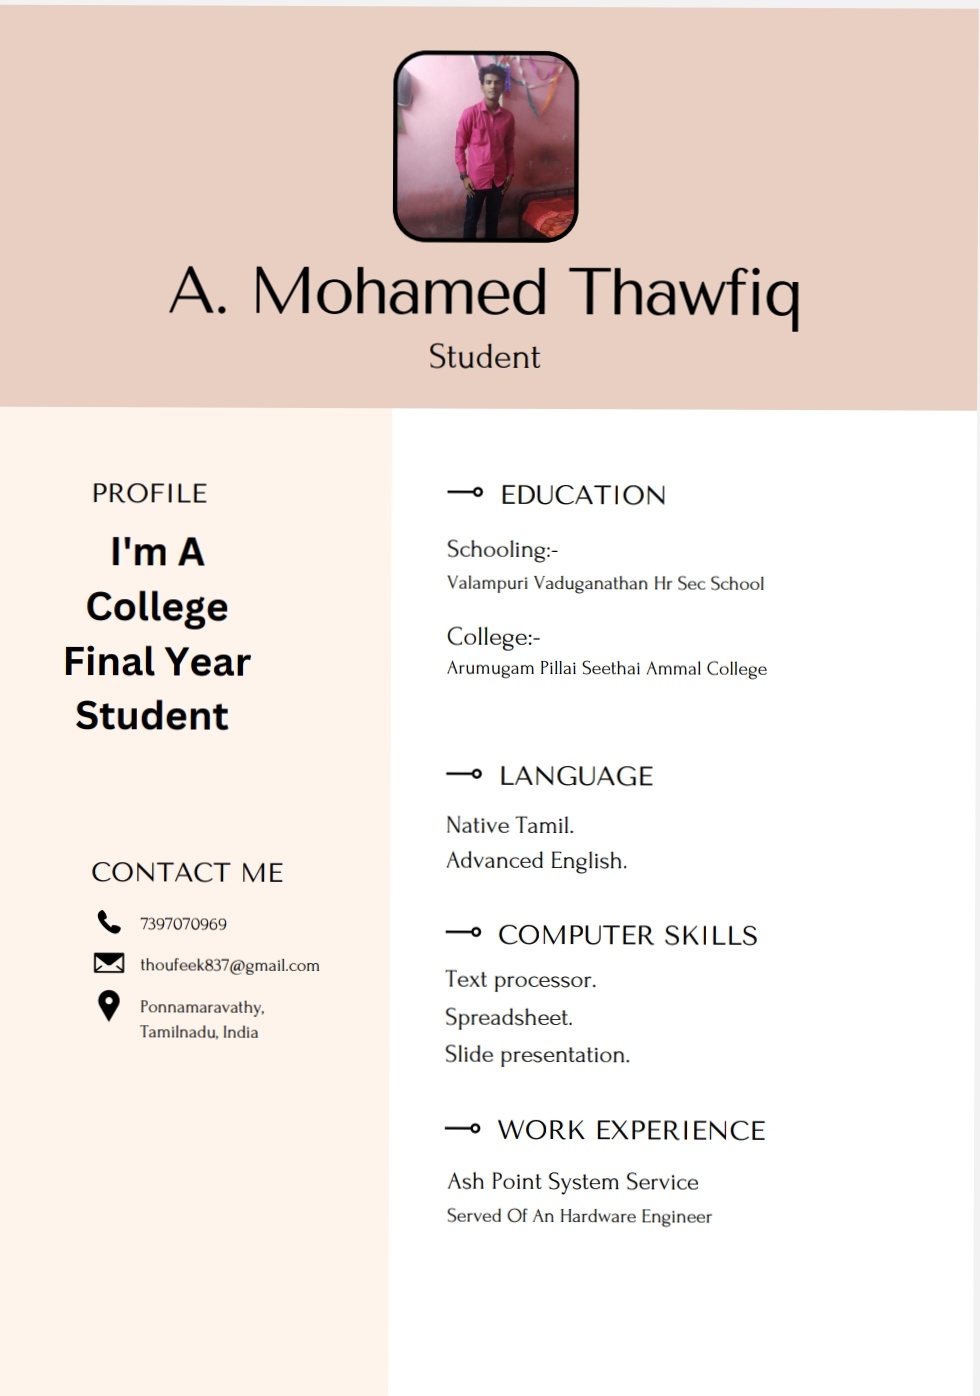 A. Mohamed Thawfiq
Student
PROFILE
I'm A
College
Final Year
Student
CONTACT ME
7397070969
thoufeek837@gmail.com
Ponnamaravathy,
Tamilnadu, India
EDUCATION
Schooling:-
Valampuri Vaduganathan Hr Sec School
College:-
Arumugam Pillai Seethai Ammal College
LANGUAGE
Native Tamil.
Advanced English.
COMPUTER SKILLS
Text processor.
Spreadsheet.
Slide presentation.
WORK EXPERIENCE
Ash Point System Service
Served Of An Hardware Engineer